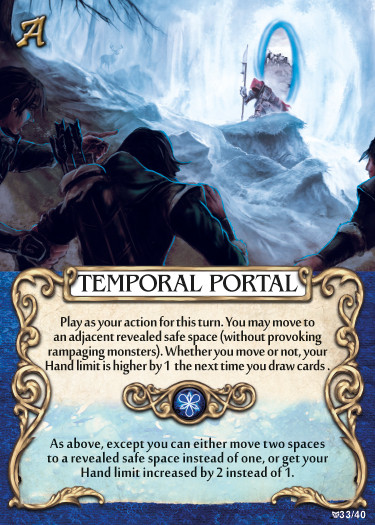 A
TEMPORAL PORTAL
Play as your action for this turn. You may move to
an adjacent revealed safe space (without provoking
rampaging monsters). Whether you move or not, your
Hand limit is higher by 1 the next time you draw cards .
As above, except you can either move two spaces
to a revealed safe space instead of one, or get your
Hand limit increased by 2 instead of 1.
33/40